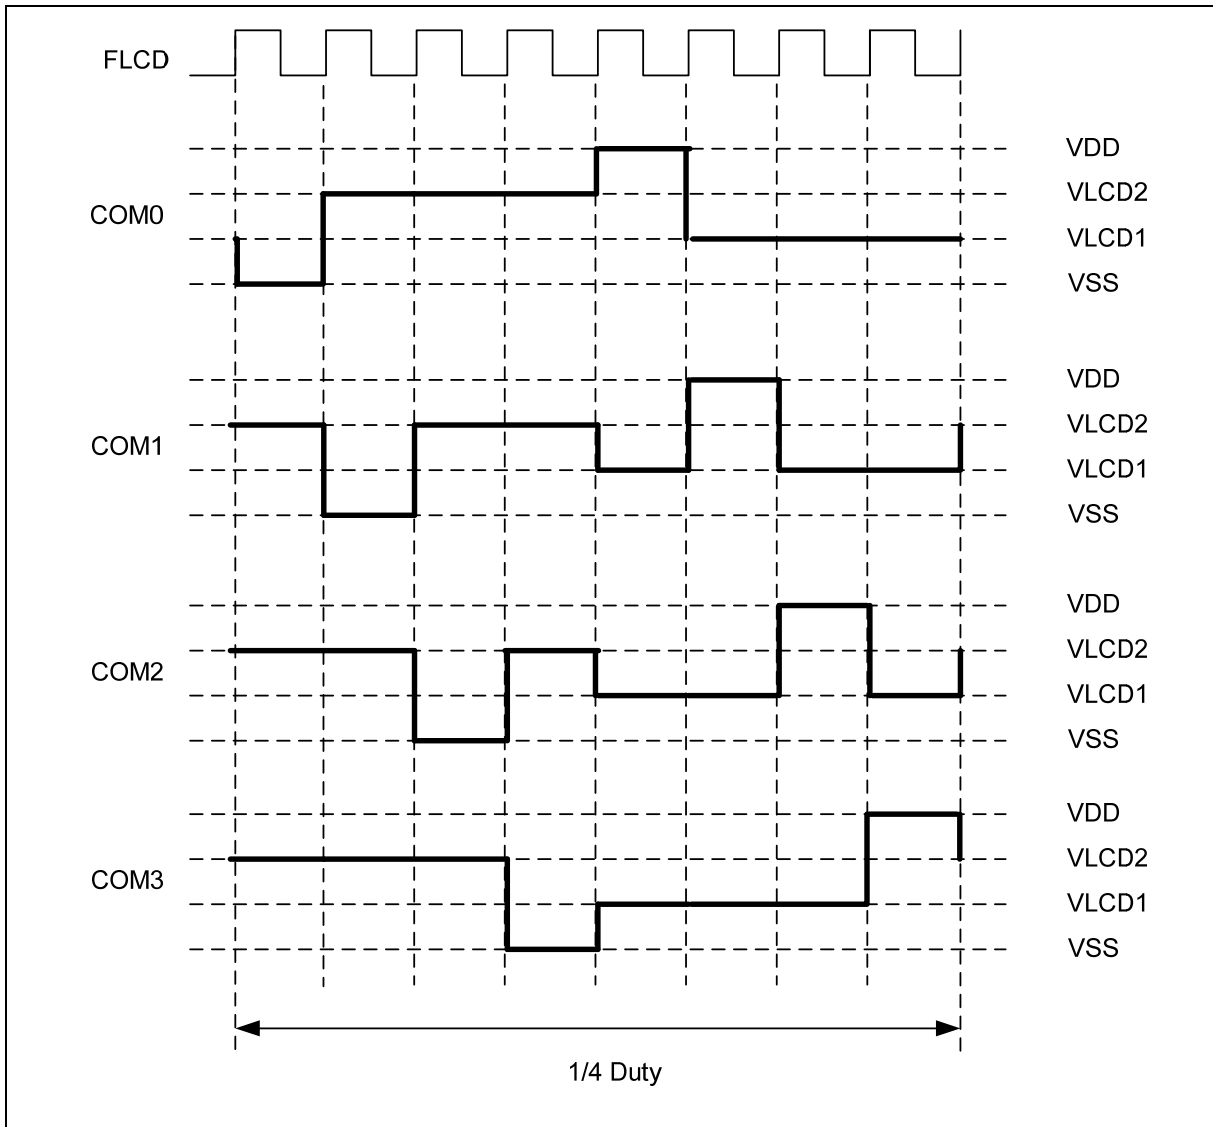 FLCD
VDD
VLCD2
COM0
VLCD1
VSS
VDD
VLCD2
COM1
VLCD1
VSS
VDD
VLCD2
COM2
VLCD1
VSS
VDD
VLCD2
COM3
VLCD1
VSS
1/4 Duty